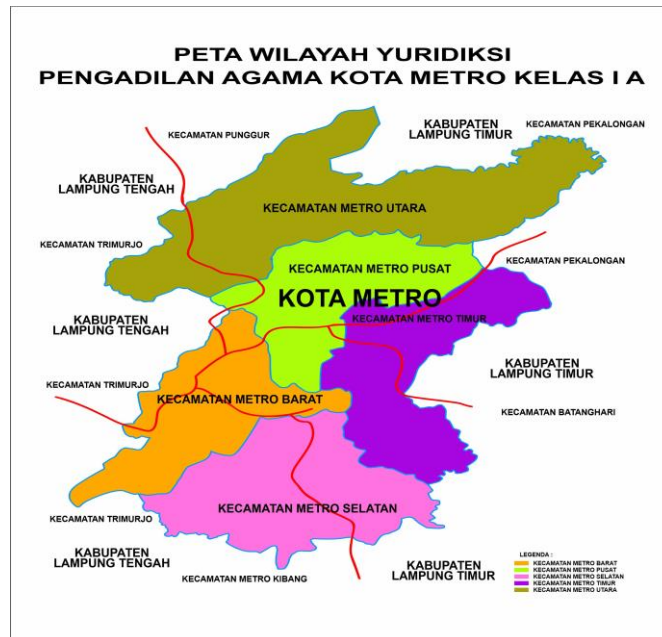 PETA WILAYAH YURIDIKSI
PENGADILAN AGAMA KOTA METRO KELAS I A
KABUPATEN
LAMPUNG TIMUR
KECAMATAN PEKALONGAN
KECAMATAN PUNGGUR
KABUPATEN
LAMPUNG TENGAH
KECAMATAN METRO UTARA
KECAMATAN TRIMURJO
KECAMATAN METRO PUSAT
KECAMATAN PEKALONGAN
KOTA METRO
KABUPATEN
LAMPUNG TENGAH
KECAMATAN METRO TIMUR
KABUPATEN
LAMPUNG TIMUR
KECAMATAN TRIMURJO
KECAMATAN METRO BARAT
KECAMATAN BATANGHARI
KECAMATAN METRO SELATAN
KECAMATAN TRIMURJO
KABUPATEN
LAMPUNG TENGAH
KECAMATAN METRO KIBANG
KABUPATEN
LAMPUNG TIMUR
LEGENDA :
KECAMATAN METRO BARAT
KECAMATAN METRO PUSAT
KECAMATAN METRO SELATAN
KECAMATAN METRO TIMUR
KECAMATAN METRO UTARA